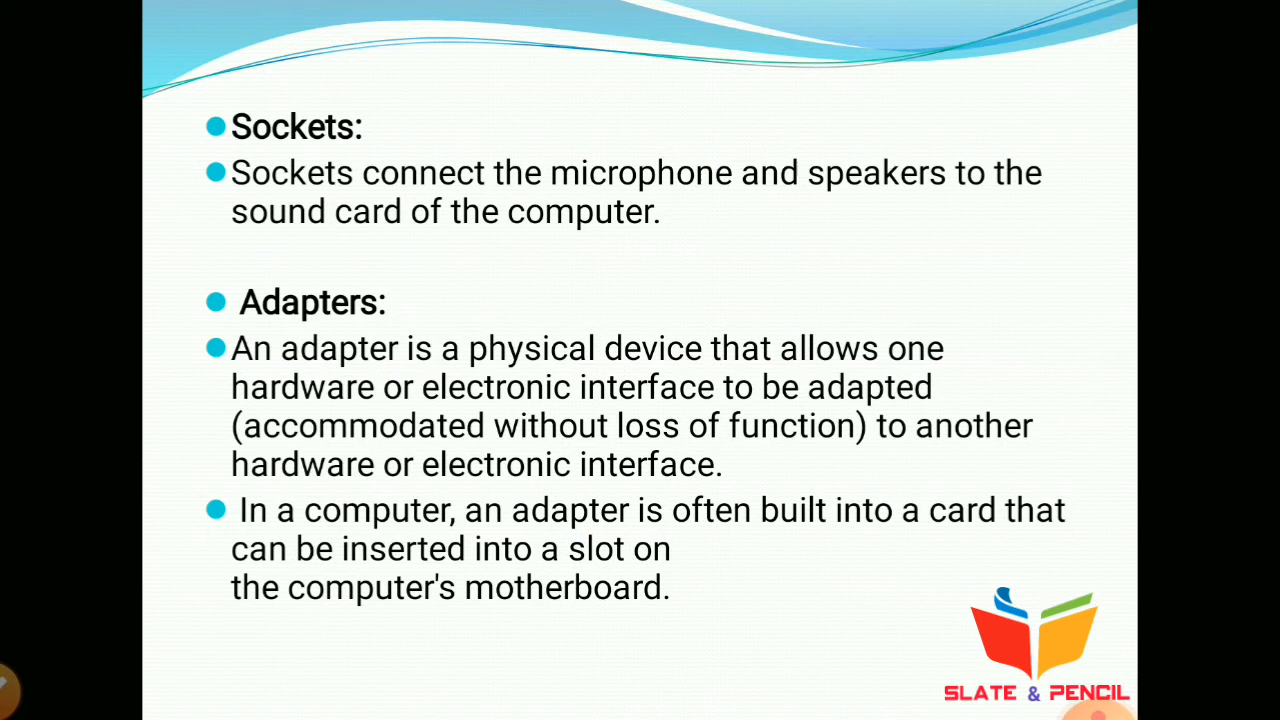 Sockets:
Sockets connect the microphone and speakers to the
sound card of the computer.
Adapters:
An adapter is a physical device that allows one
hardware or electronic interface to be adapted
(accommodated without loss of function) to another
hardware or electronic interface.
In a computer, an adapter is often built into a card that
can be inserted into a slot on
the computer's motherboard.
SLATE & PENCIL